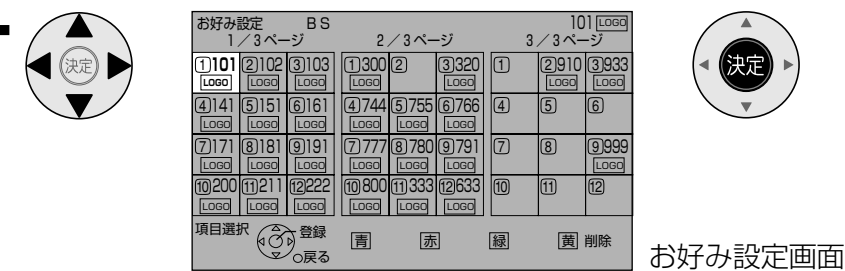 お好み設定 BS 101 LOGO
1/3ページ 2/3ページ 3/3ページ
①101 ②102 ③103 ①300 ② ③320 ① ②910 ③933
LOGO LOGO LOGO LOGO LOGO LOGO LOGO
④141 ⑤151 ⑥161 ④744 ⑤755 ⑥766 ④ ⑤ ⑥
LOGO LOGO LOGO LOGO LOGO LOGO
⑦171 ⑧181 ⑨191 ⑦777 ⑧780 ⑨791 ⑦ ⑧ ⑨999
LOGO LOGO LOGO LOGO LOGO LOGO LOGO
⑩200 ⑪211 ⑫222 ⑩800 ⑪333 ⑫633 ⑩ ⑪ ⑫
LOGO LOGO LOGO LOGO LOGO LOGO
項目選択 登録 青 赤 緑 黄 削除
○戻る
決定
決定
お好み設定画面